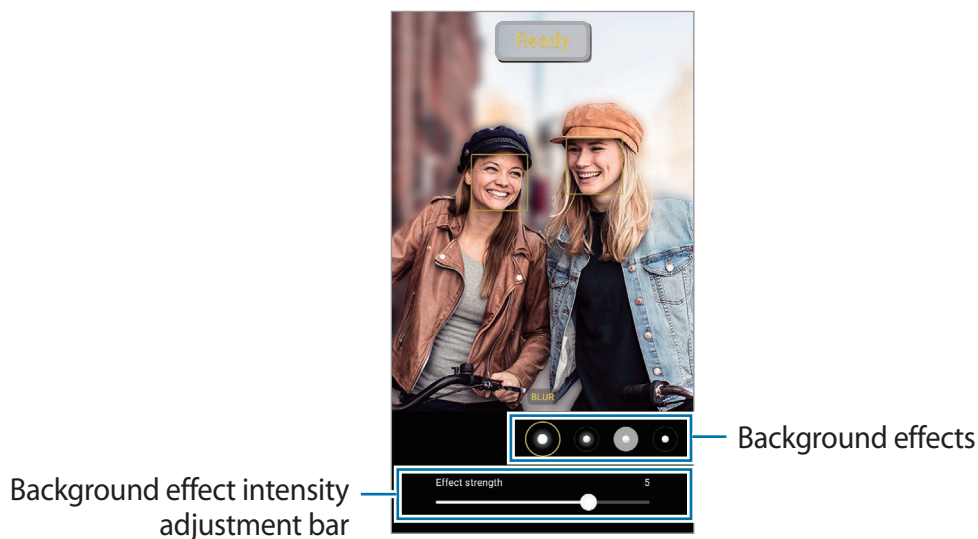 Ready
BLUR
Background effects
Effect strength 5
Background effect intensity
adjustment bar